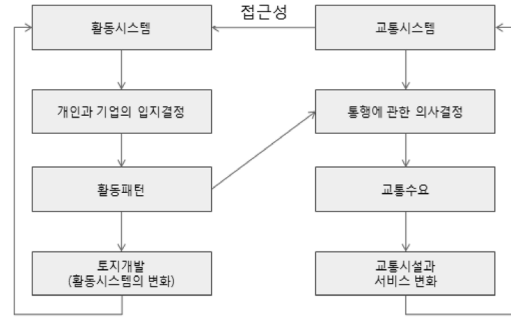 접근성
활동시스템
교통시스템
개인과 기업의 입지결정
통행에 관한 의사결정
활동패턴
교통수요
토지개발
(활동시스템의 변화)
교통시설과
서비스 변화